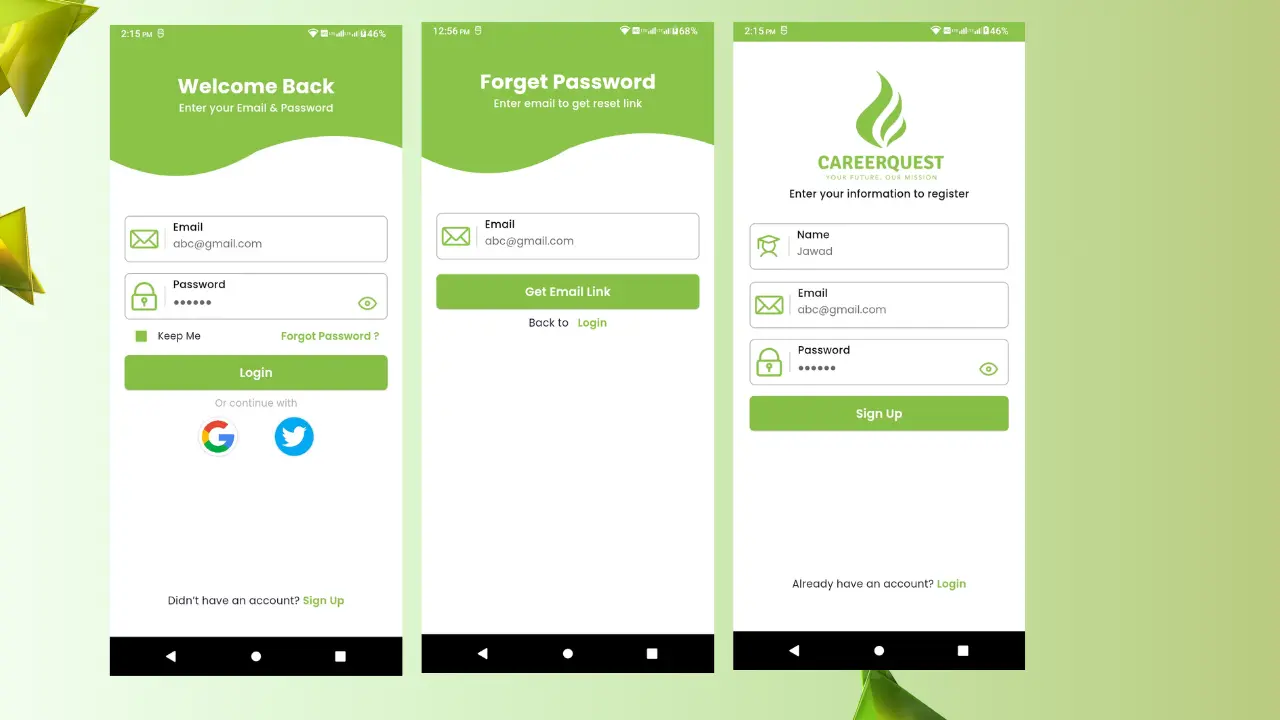 2:15 PM
46%
Welcome Back
Enter your Email & Password
Email
abc@gmail.com
Password
••••••
Keep Me
Forgot Password ?
Login
Or continue with
Didn't have an account? Sign Up
12:56 PM
68%
Forget Password
Enter email to get reset link
Email
abc@gmail.com
Get Email Link
Back to Login
2:15 PM
46%
CAREERQUEST
YOUR FUTURE, OUR MISSION
Enter your information to register
Name
Jawad
Email
abc@gmail.com
Password
••••••
Sign Up
Already have an account? Login